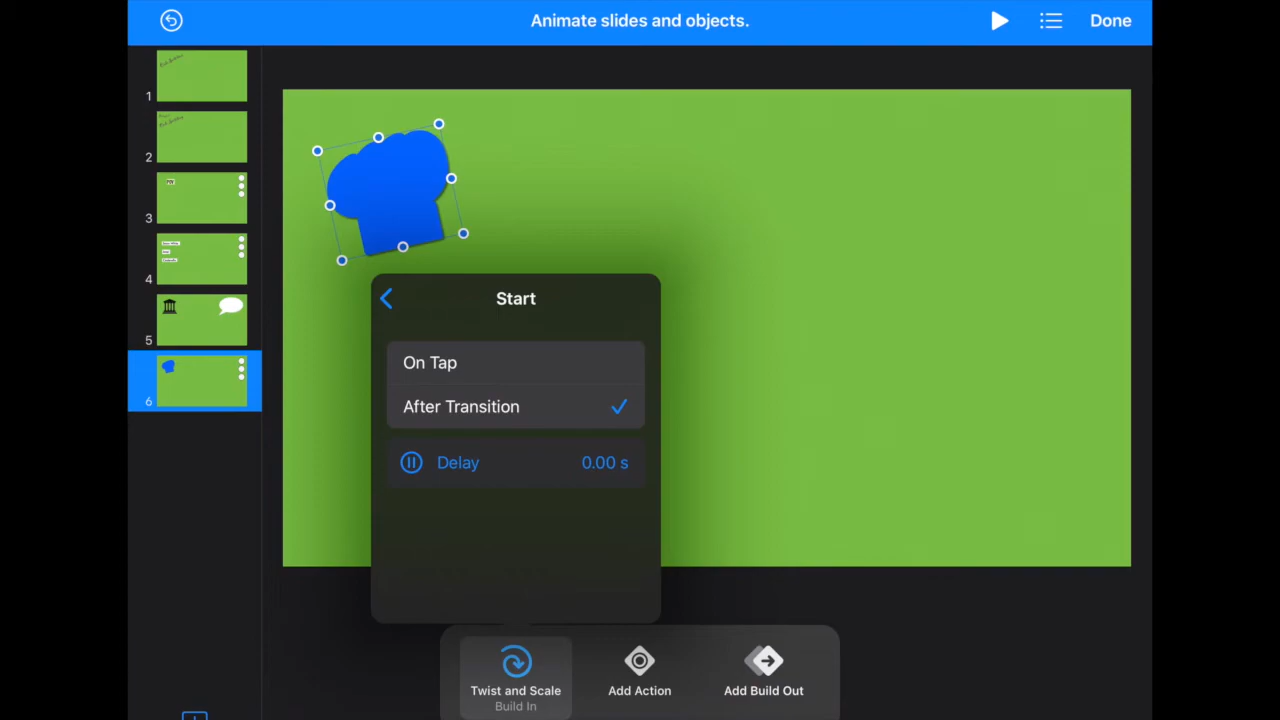 Animate slides and objects.
Done
1
2
3
4
5
6
Start
On Tap
After Transition
Delay 0.00 s
Twist and Scale
Build In
Add Action
Add Build Out